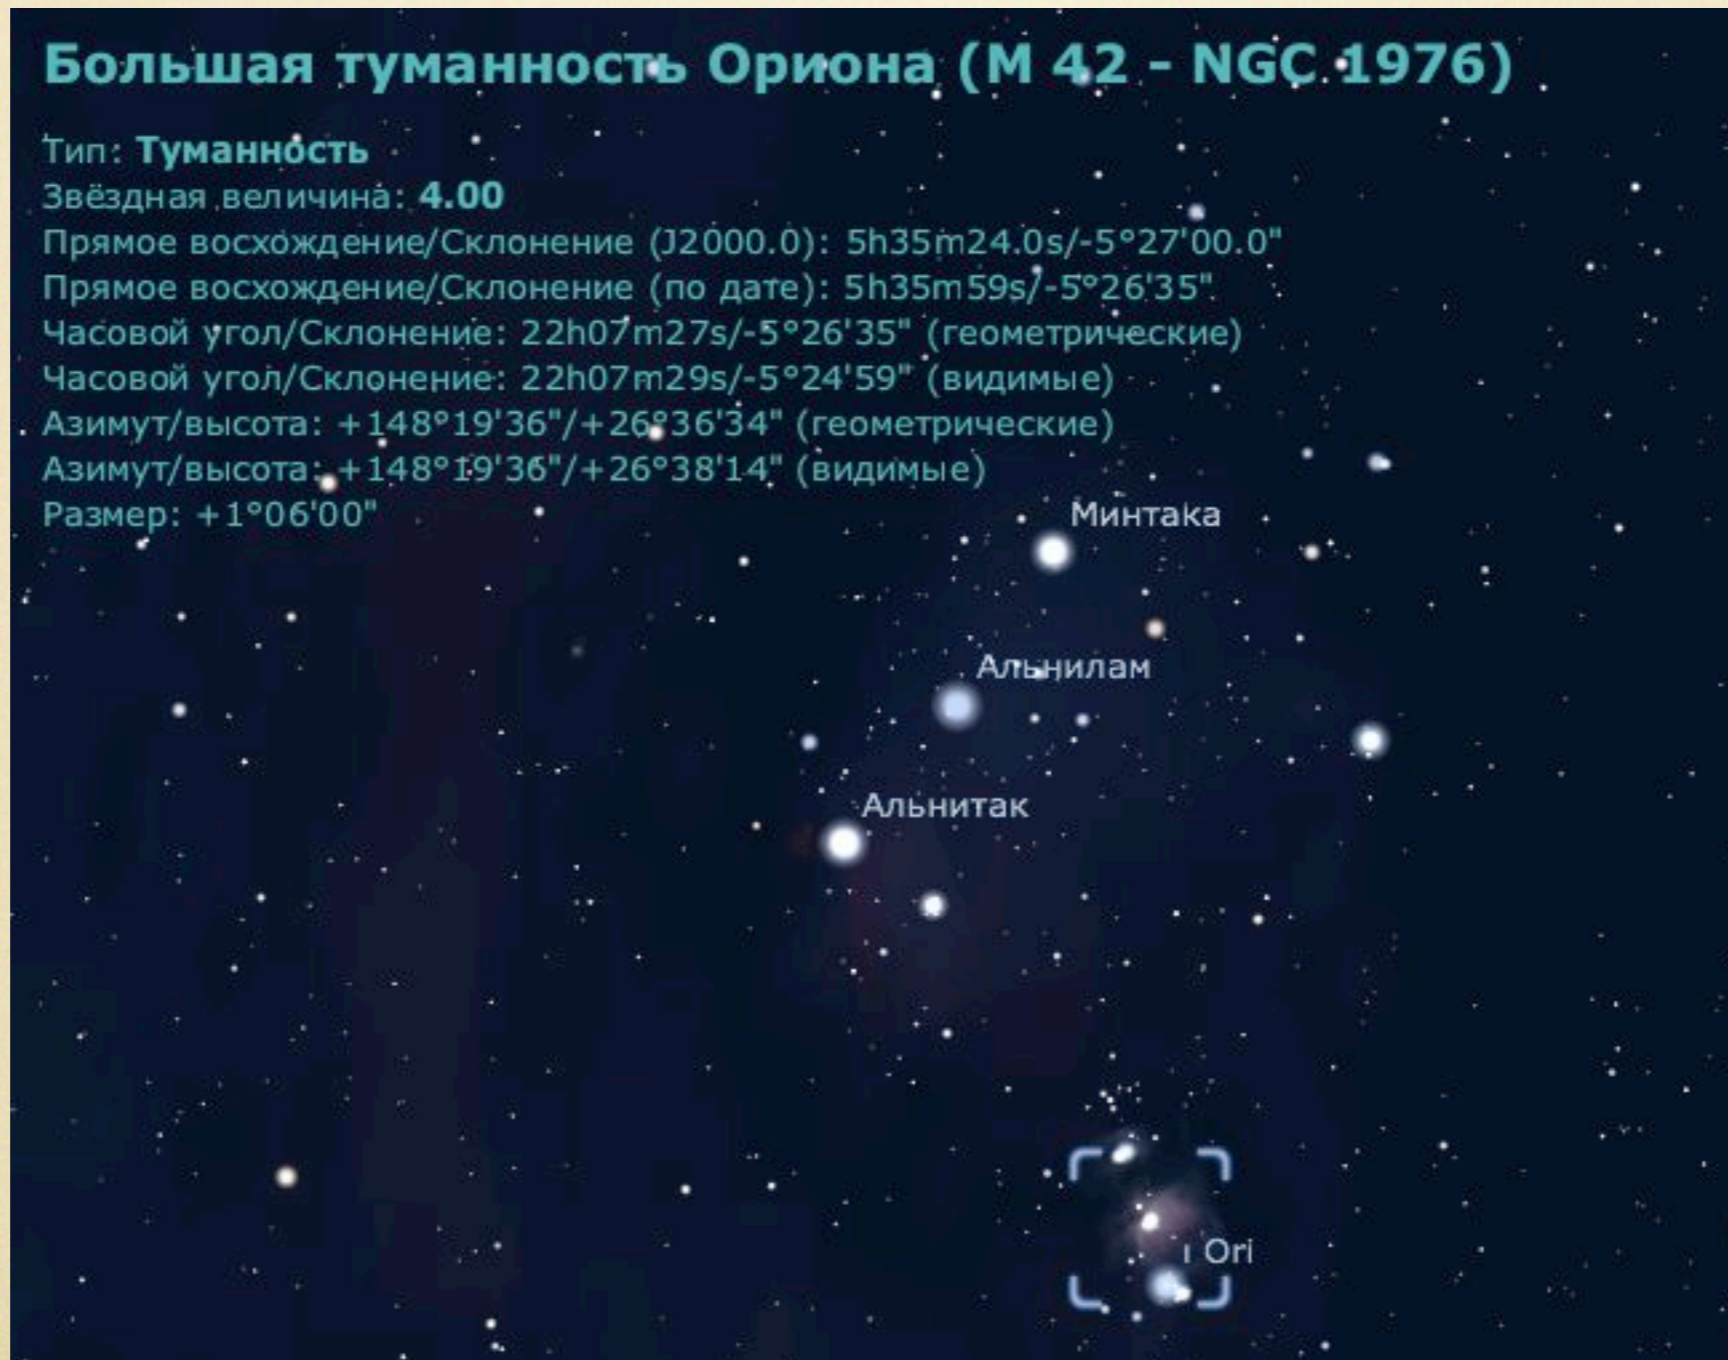 Большая туманность Ориона (M 42 - NGC 1976)
Тип: Туманность
Звёздная величина: 4.00
Прямое восхождение/Склонение (J2000.0): 5h35m24.0s/-5°27'00.0"
Прямое восхождение/Склонение (по дате): 5h35m59s/-5°26'35"
Часовой угол/Склонение: 22h07m27s/-5°26'35" (геометрические)
Часовой угол/Склонение: 22h07m29s/-5°24'59" (видимые)
Азимут/высота: +148°19'36"/+26°36'34" (геометрические)
Азимут/высота: +148°19'36"/+26°38'14" (видимые)
Размер: +1°06'00"
Минтака
Альнилам
Альнитак
ι Ori